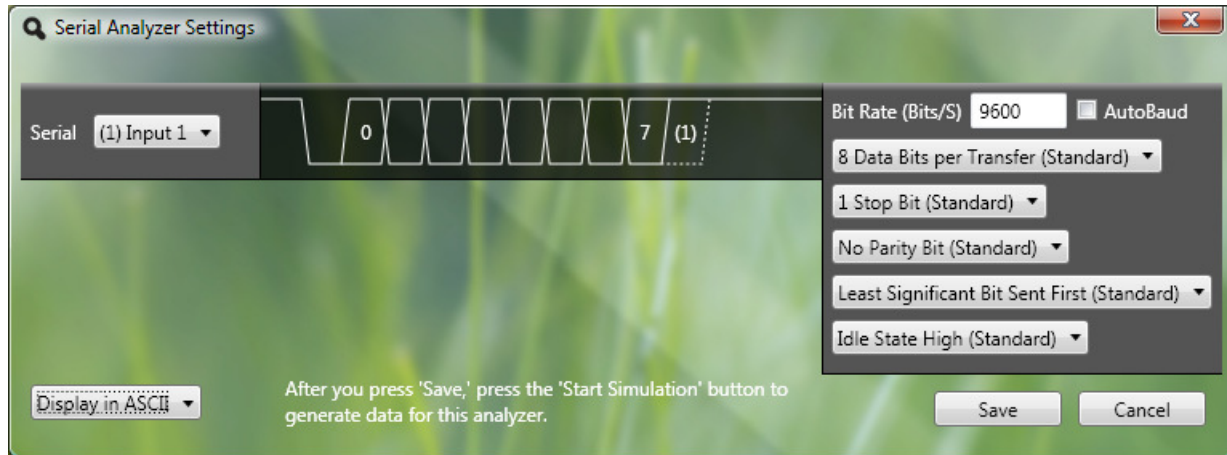 Serial Analyzer Settings
Serial (1) Input 1
0 7 (1)
Bit Rate (Bits/S) 9600 AutoBaud
8 Data Bits per Transfer (Standard)
1 Stop Bit (Standard)
No Parity Bit (Standard)
Least Significant Bit Sent First (Standard)
Idle State High (Standard)
Display in ASCII
After you press 'Save,' press the 'Start Simulation' button to
generate data for this analyzer.
Save Cancel